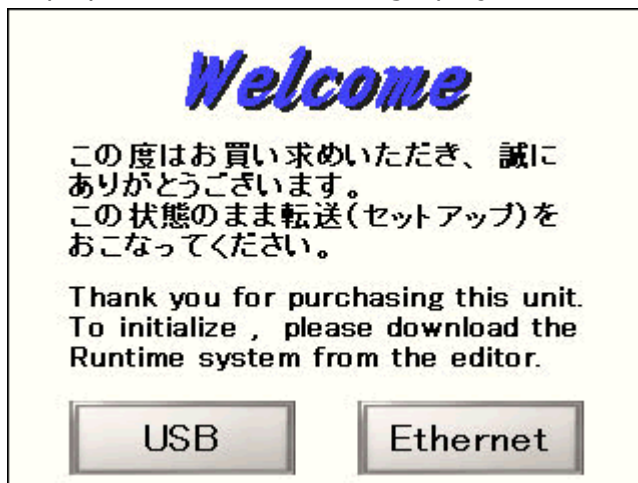 Welcome
この度はお買い求めいただき、誠に
ありがとうございます。
この状態のまま転送(セットアップ)を
おこなってください。
Thank you for purchasing this unit.
To initialize , please download the
Runtime system from the editor.
USB Ethernet